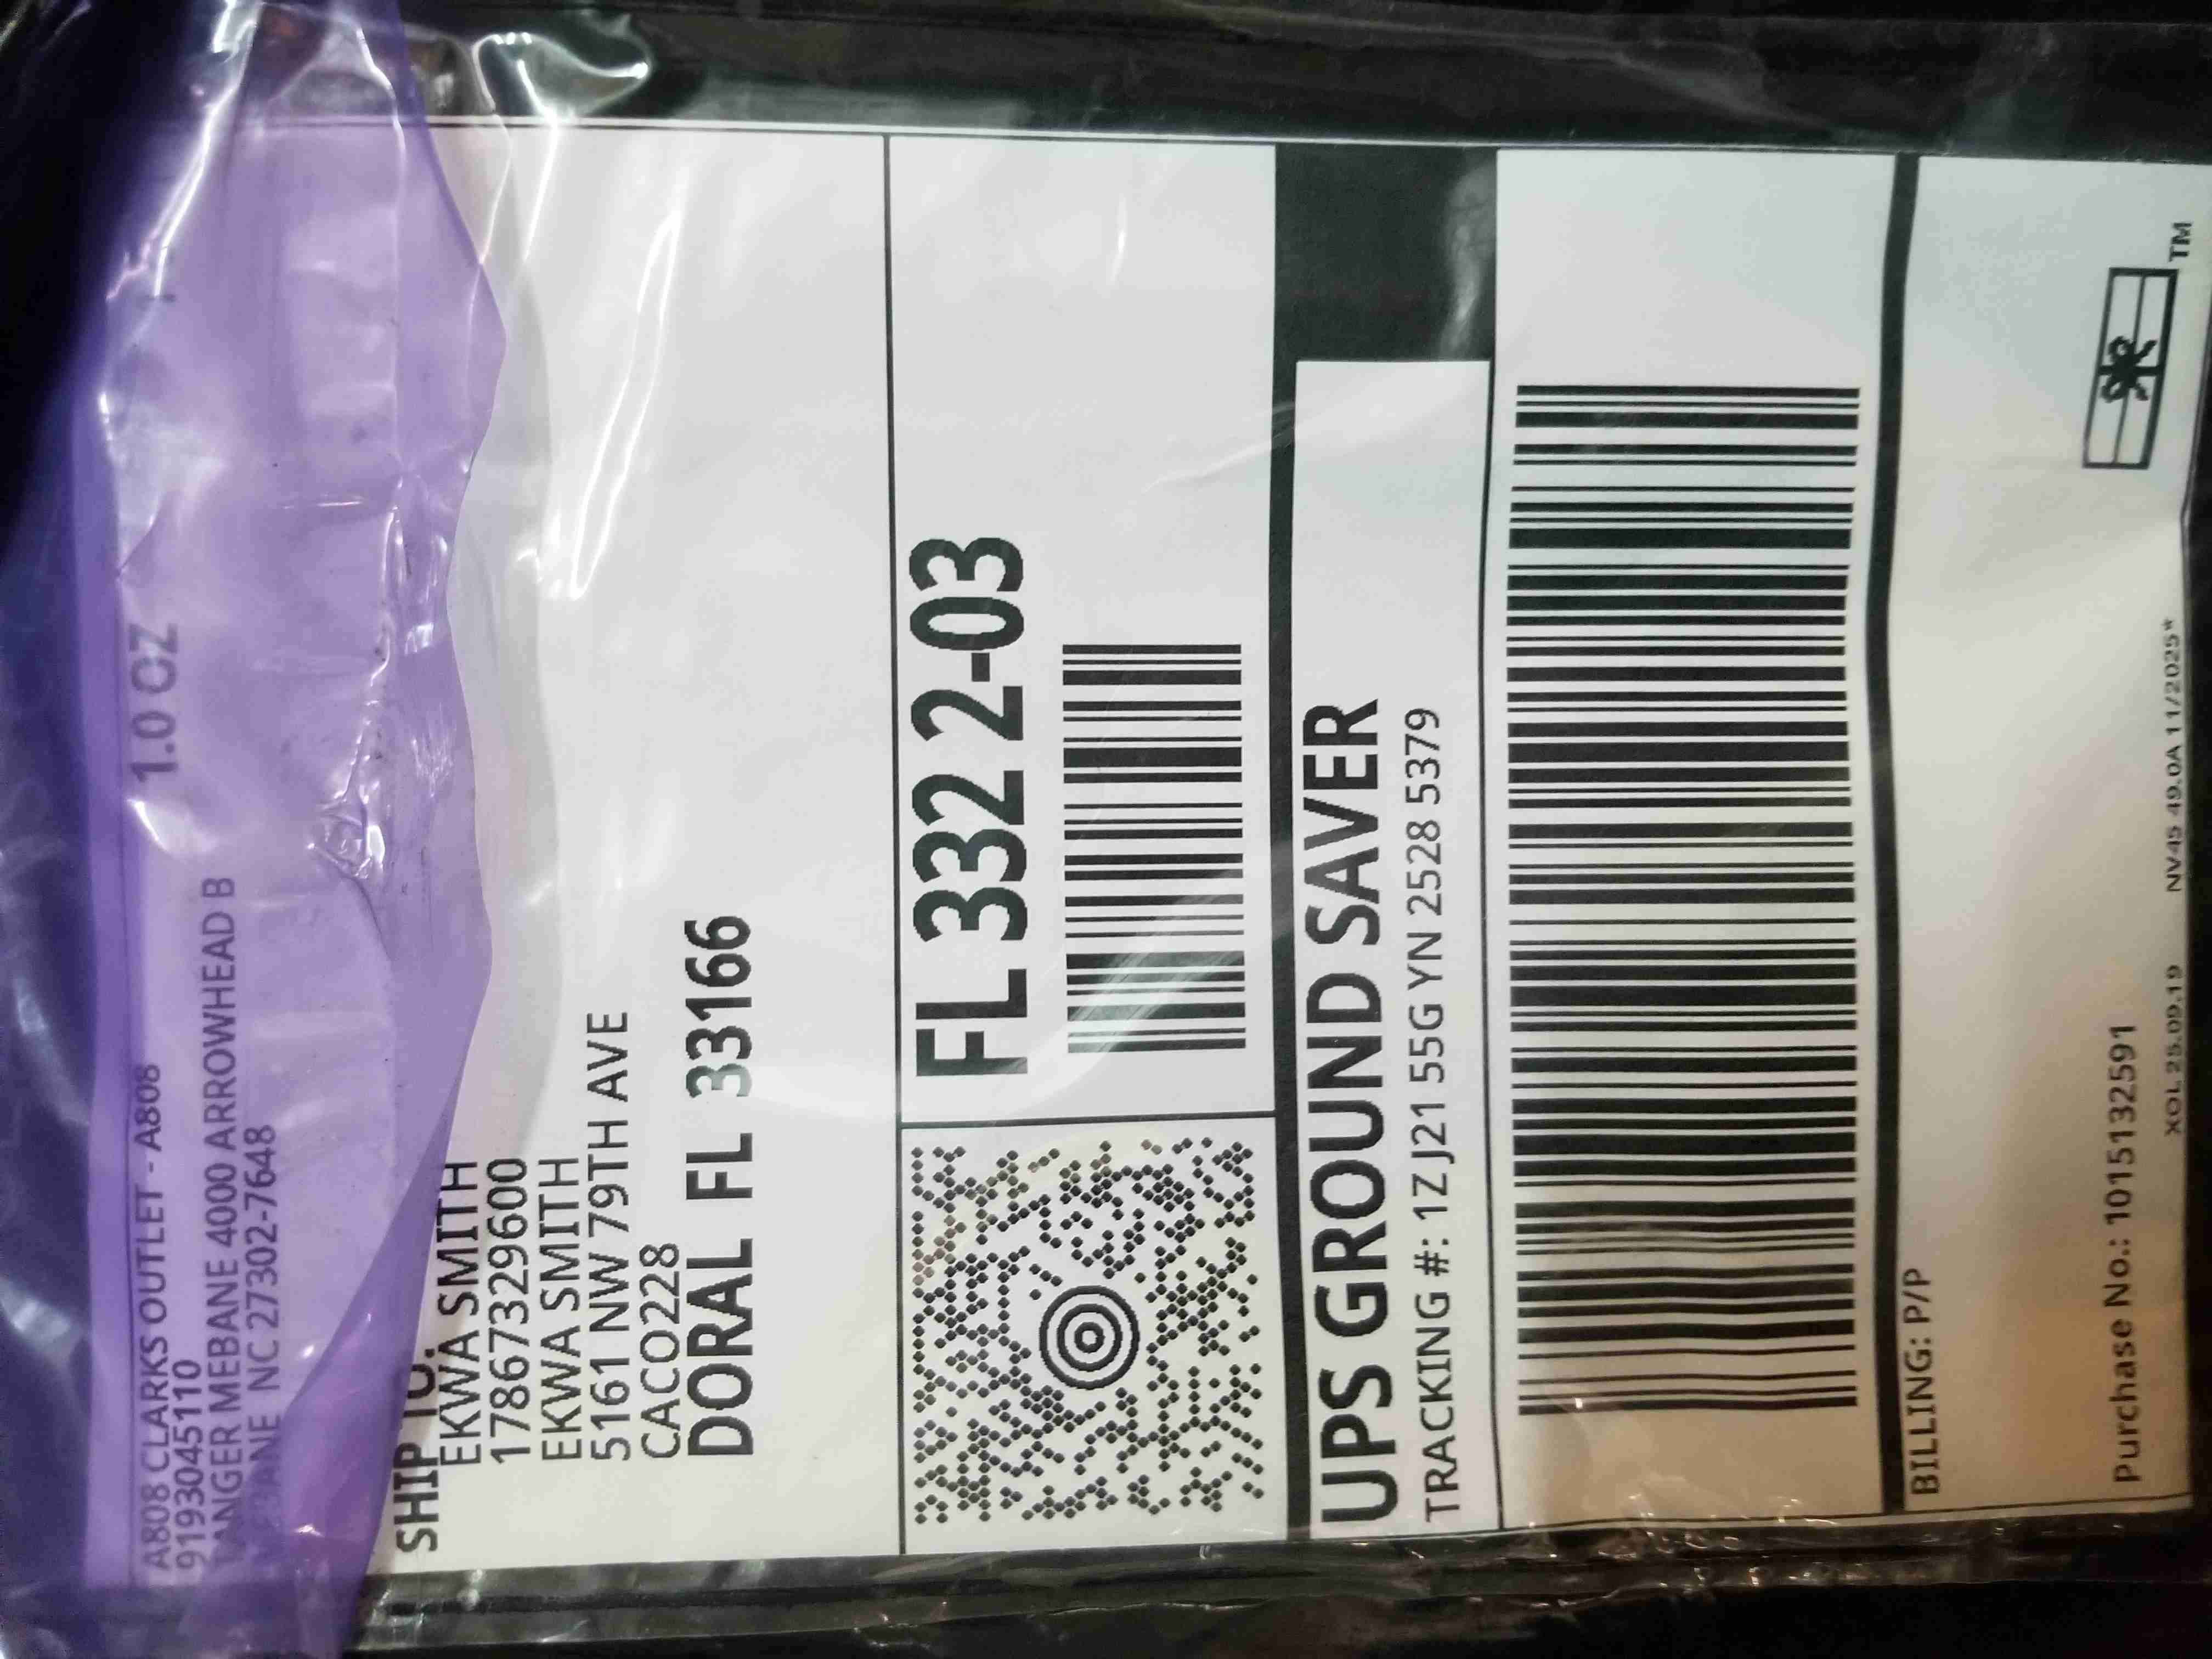 A808 CLARKS OUTLET - A808
9193045110
TANGER MEBANE 4000 ARROWHEAD B
MEBANE NC 27302-7648
1.0 OZ
1
SHIP TO:
EKWA SMITH
17867329600
EKWA SMITH
5161 NW 79TH AVE
CACO228
DORAL FL 33166
FL 332 2-03
UPS GROUND SAVER
TRACKING #: 1Z J21 55G YN 2528 5379
BILLING: P/P
Purchase No.: 1015132591
XOL 25.09.19 NV45 49.0A 11/2025*
TM